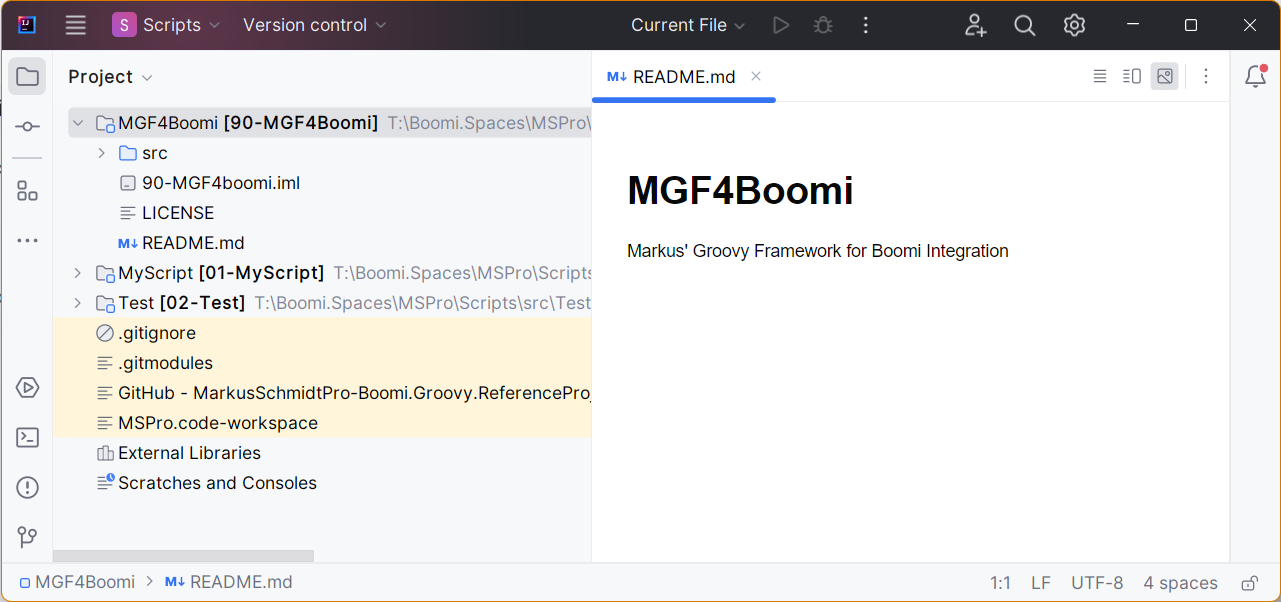 S Scripts Version control Current File
Project
README.md
MGF4Boomi [90-MGF4Boomi] T:\Boomi.Spaces\MSPro\
src
90-MGF4boomi.iml
LICENSE
M↓ README.md
MyScript [01-MyScript] T:\Boomi.Spaces\MSPro\Scripts
Test [02-Test] T:\Boomi.Spaces\MSPro\Scripts\src\Test
.gitignore
.gitmodules
GitHub - MarkusSchmidtPro-Boomi.Groovy.ReferenceProj
MSPro.code-workspace
External Libraries
Scratches and Consoles
MGF4Boomi
Markus' Groovy Framework for Boomi Integration
MGF4Boomi > M↓ README.md 1:1 LF UTF-8 4 spaces